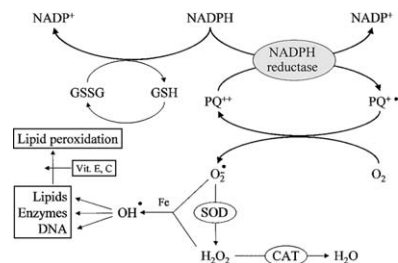 NADP⁺ NADPH NADP⁺
NADPH
reductase
GSSG GSH PQ⁺⁺ PQ⁺•
Lipid peroxidation
Vit. E, C
O₂⁻• O₂
Lipids
Enzymes
DNA
OH• Fe SOD
H₂O₂ CAT H₂O